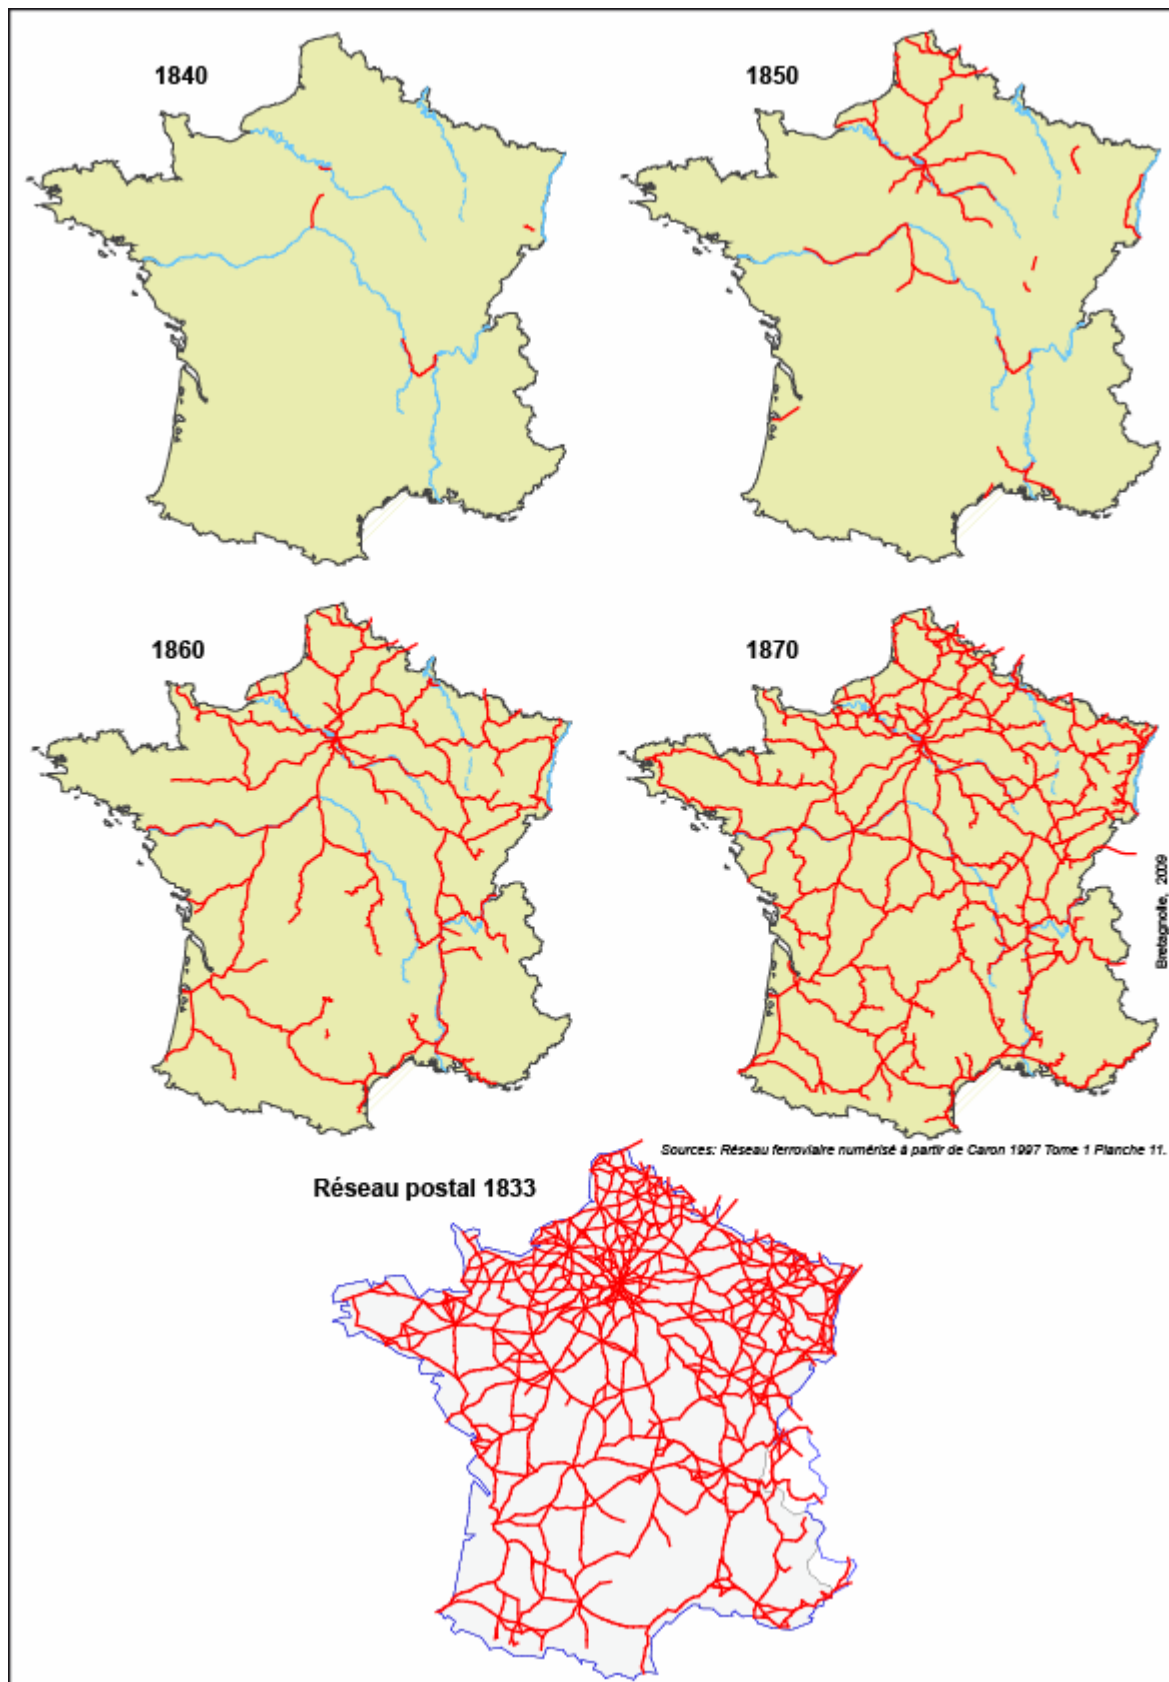 1840
1850
1860
1870
Bretagnolle, 2009
Sources: Réseau ferroviaire numérisé à partir de Caron 1997 Tome 1 Planche 11.
Réseau postal 1833